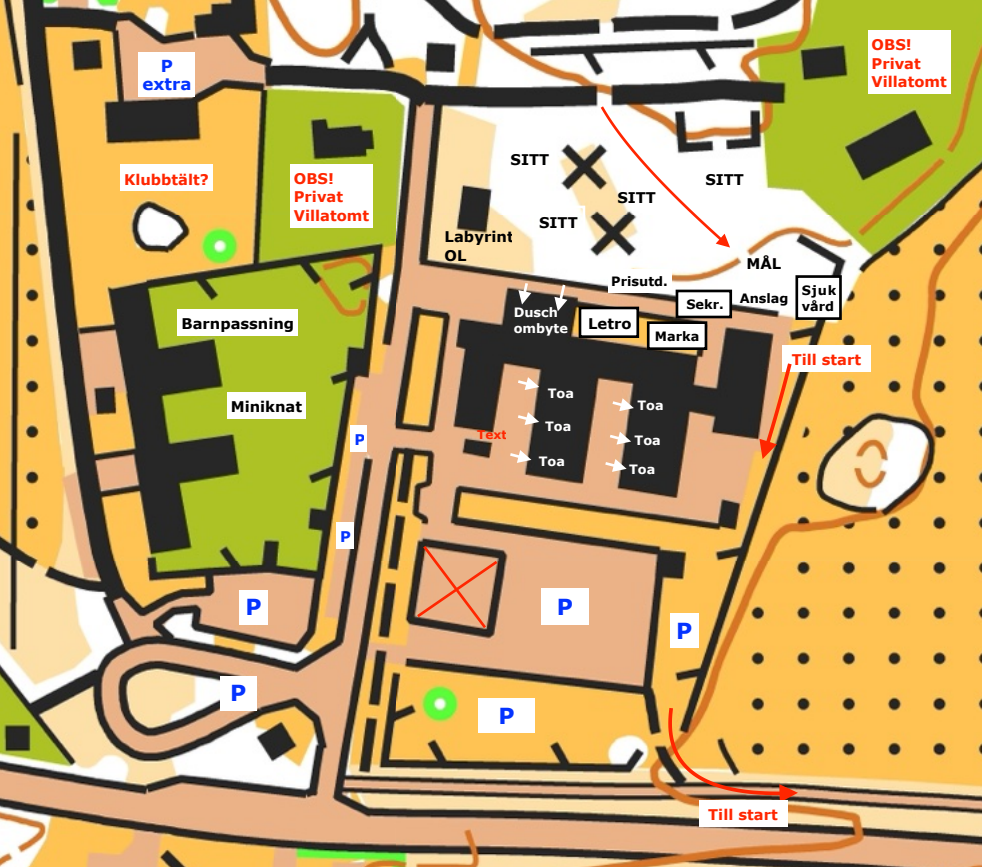 P
extra
OBS!
Privat
Villatomt
Klubbtält?
OBS!
Privat
Villatomt
SITT
SITT
SITT
SITT
Labyrint
OL
MÅL
Prisutd.
Sekr.
Anslag
Sjuk
vård
Dusch
ombyte
Letro
Marka
Barnpassning
Miniknat
Till start
Toa
Toa
Toa
Toa
Toa
Toa
Text
P
P
P
P
P
P
P
Till start